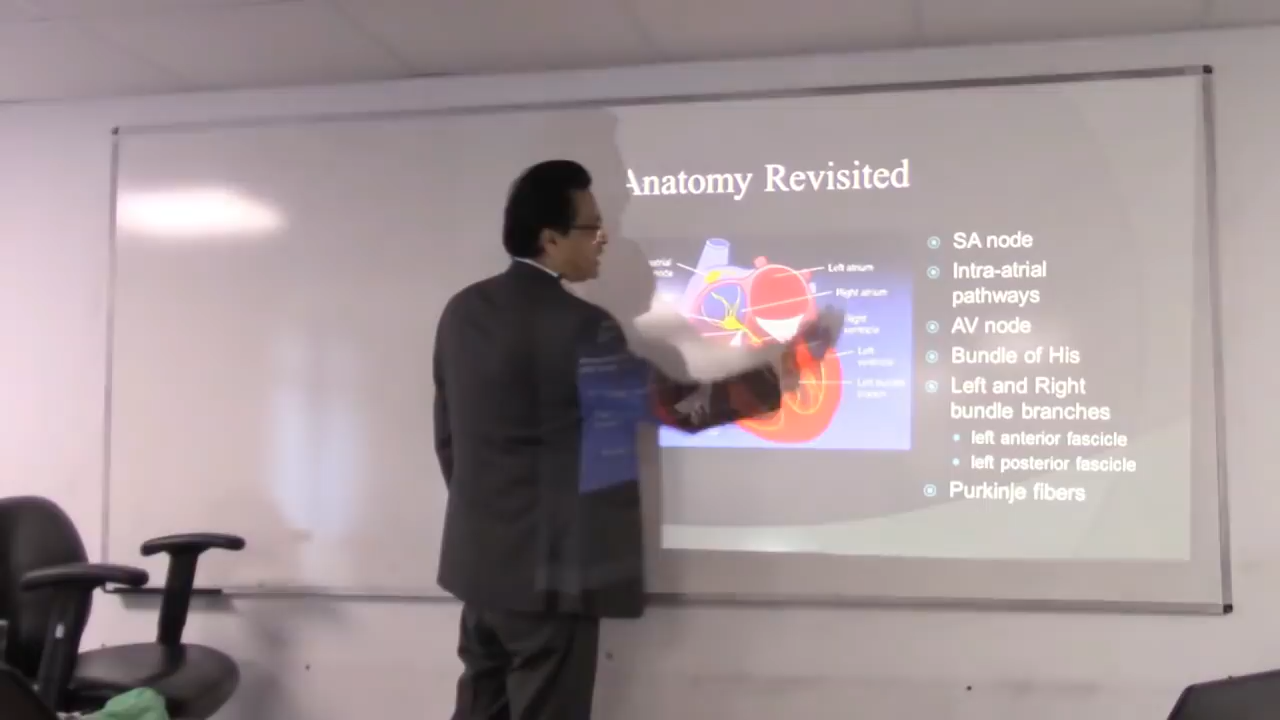 Anatomy Revisited
SA node
Intra-atrial
pathways
AV node
Bundle of His
Left and Right
bundle branches
left anterior fascicle
left posterior fascicle
Purkinje fibers
Left atrium
Right atrium
Left